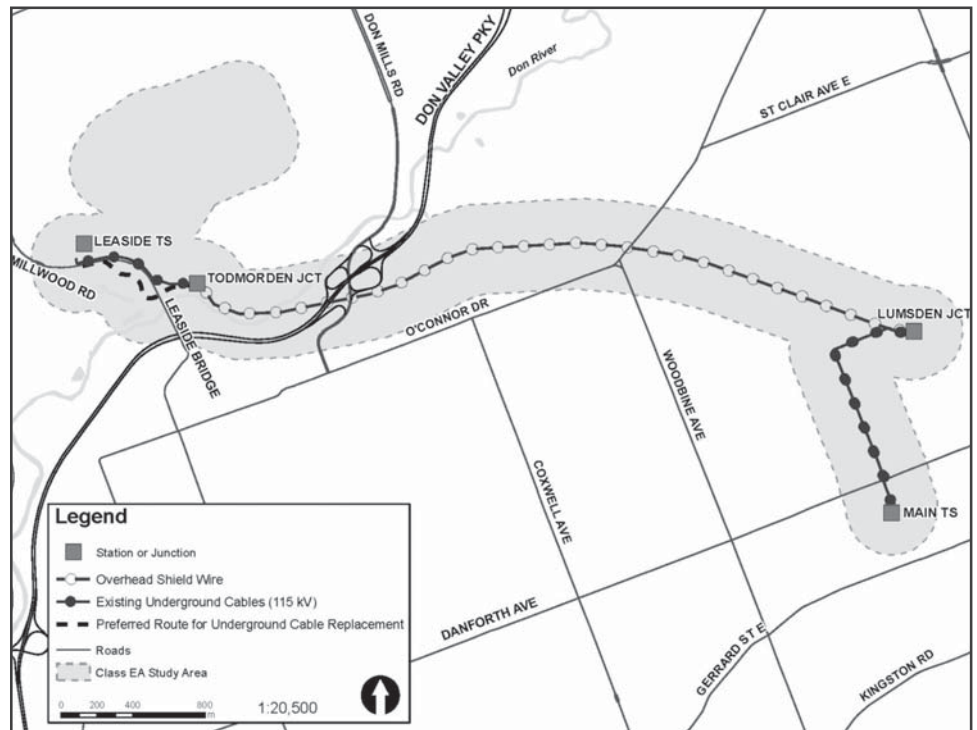 DON MILLS RD
DON VALLEY PKY
Don River
ST CLAIR AVE E
LEASIDE TS
MILLWOOD RD
TODMORDEN JCT
LEASIDE BRIDGE
O'CONNOR DR
LUMSDEN JCT
WOODBINE AVE
COXWELL AVE
MAIN TS
DANFORTH AVE
GERRARD ST E
KINGSTON RD
Legend
Station or Junction
Overhead Shield Wire
Existing Underground Cables (115 kV)
Preferred Route for Underground Cable Replacement
Roads
Class EA Study Area
0 200 400 800
m
1:20,500